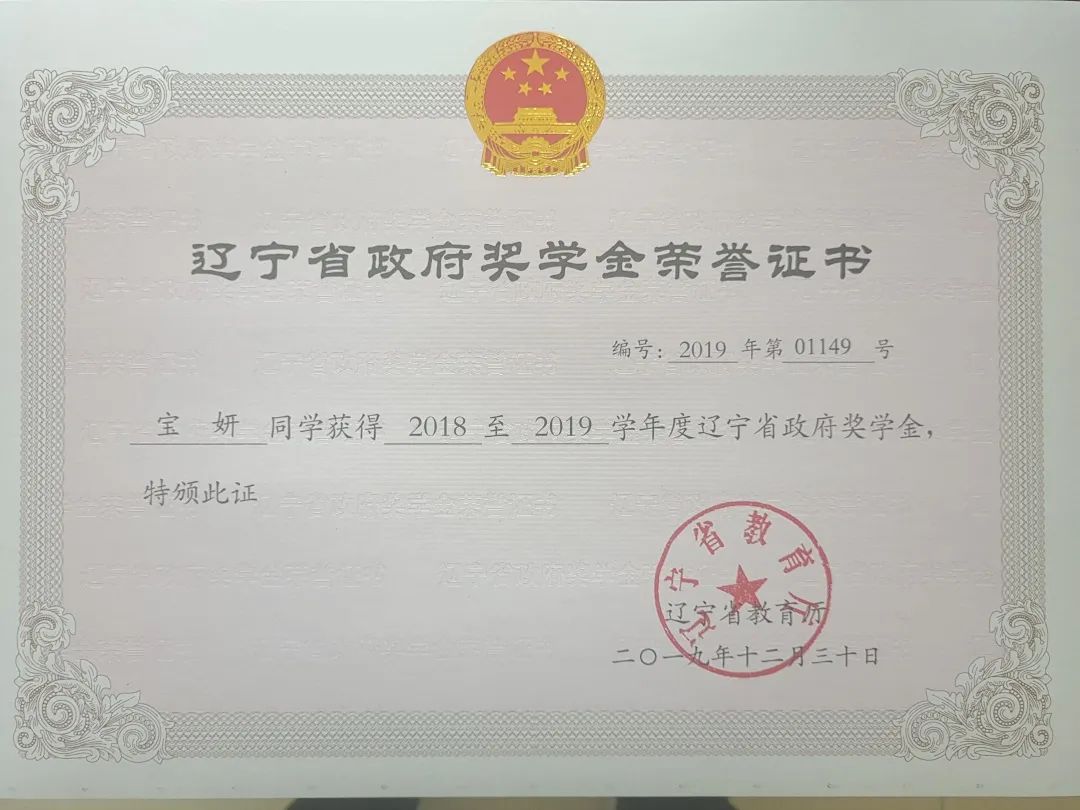 辽宁省政府奖学金荣誉证书
编号：2019 年第 01149 号
宝 妍 同学获得 2018 至 2019 学年度辽宁省政府奖学金，
特颁此证
辽宁省教育厅
辽宁省教育厅
二〇一九年十二月三十日